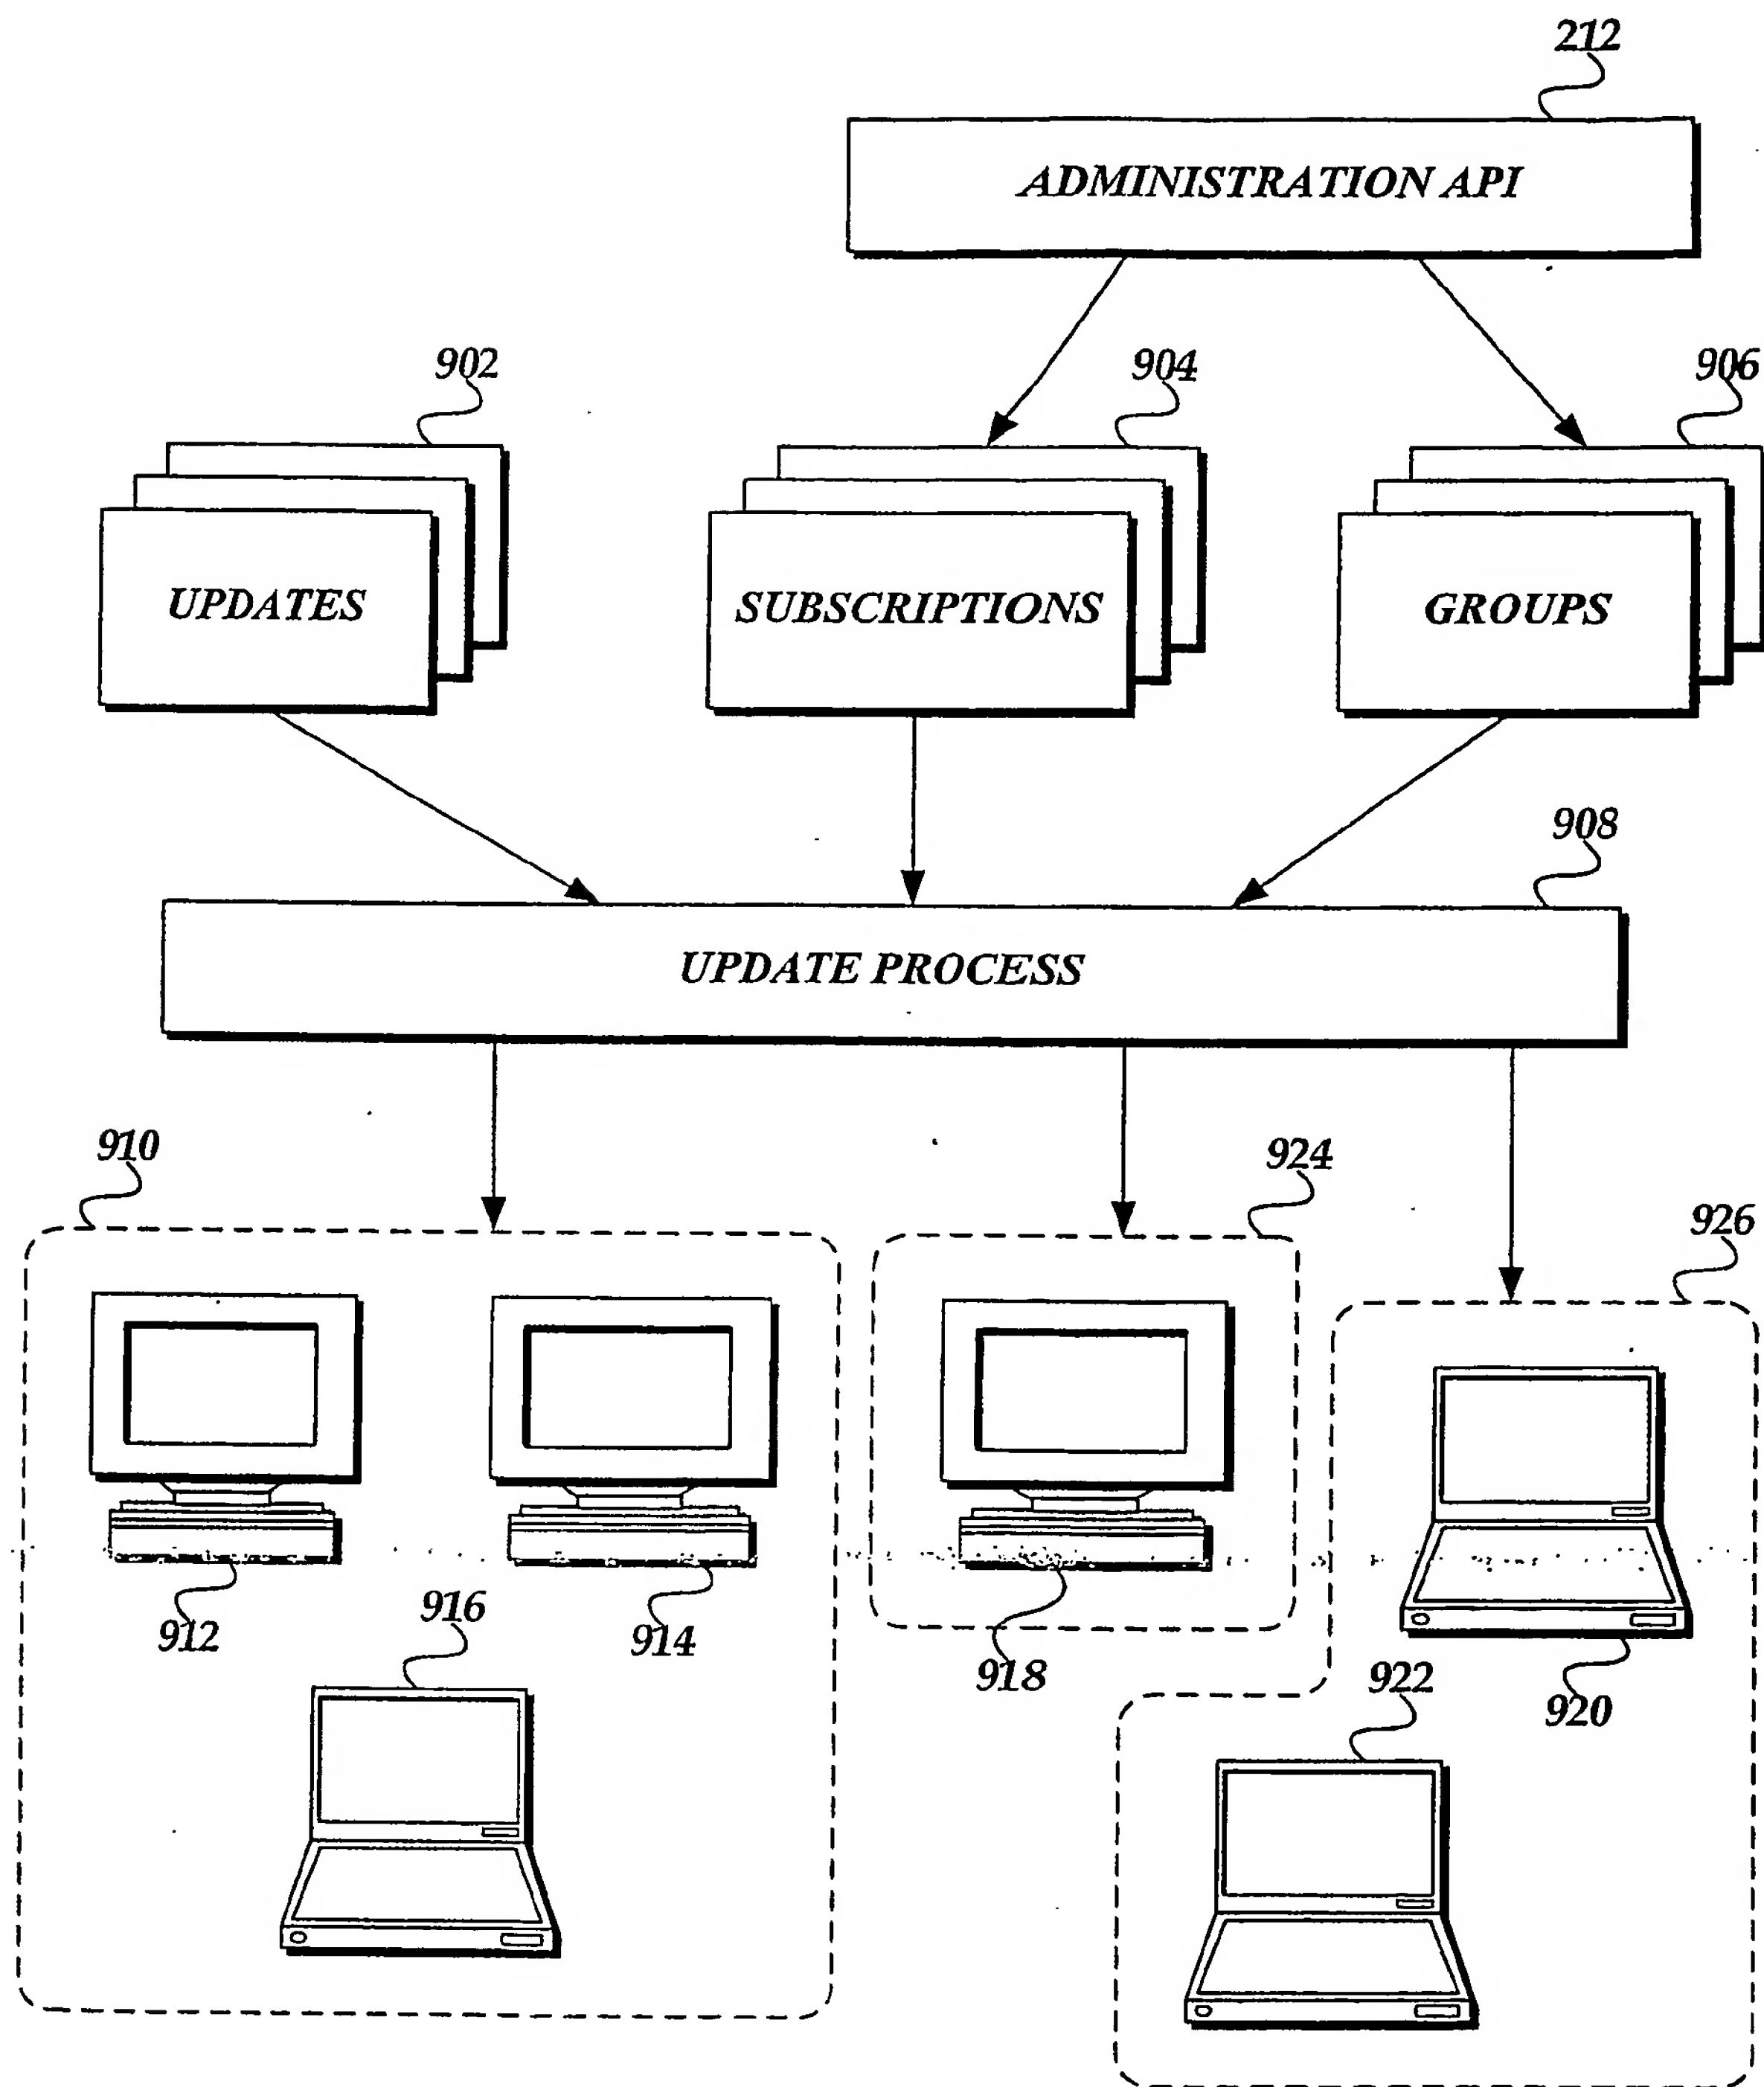 212
ADMINISTRATION API
902
904
906
UPDATES
SUBSCRIPTIONS
GROUPS
908
UPDATE PROCESS
910
924
926
912
916
914
918
922
920